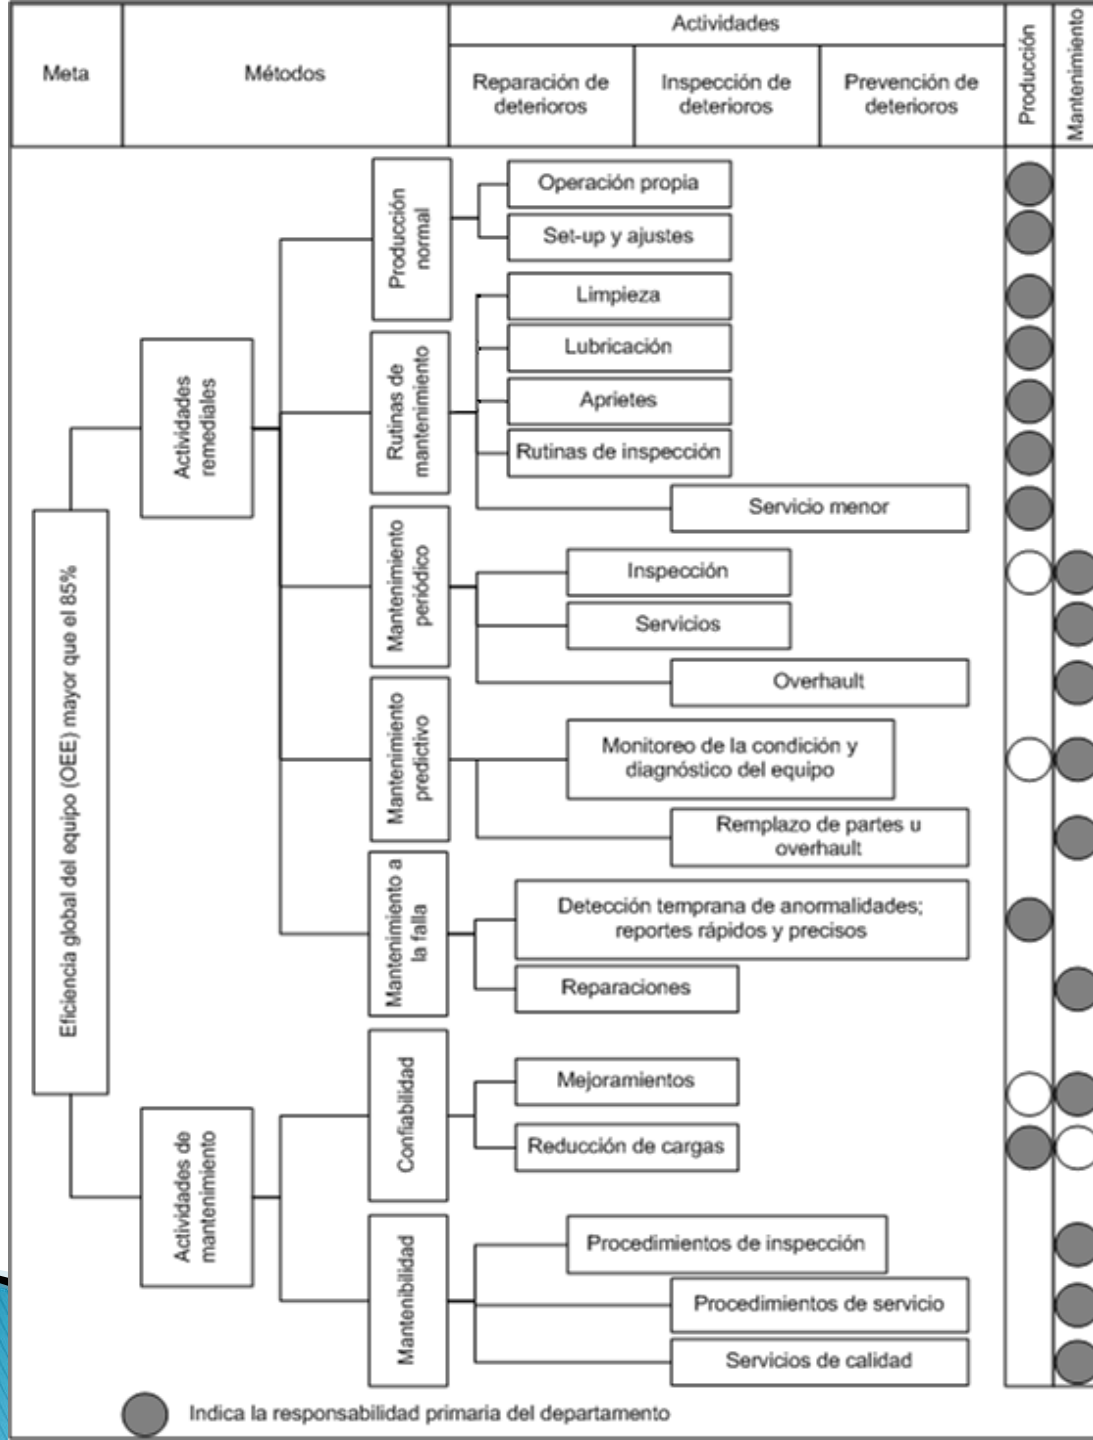 Meta
Métodos
Actividades
Reparación de
deterioros
Inspección de
deterioros
Prevención de
deterioros
Producción
Mantenimiento
Eficiencia global del equipo (OEE) mayor que el 85%
Actividades
remediales
Producción
normal
Operación propia
Set-up y ajustes
Rutinas de
mantenimiento
Limpieza
Lubricación
Aprietes
Rutinas de inspección
Servicio menor
Mantenimiento
periódico
Inspección
Servicios
Overhault
Mantenimiento
predictivo
Monitoreo de la condición y
diagnóstico del equipo
Remplazo de partes u
overhault
Mantenimiento a
la falla
Detección temprana de anormalidades;
reportes rápidos y precisos
Reparaciones
Actividades de
mantenimiento
Confiabilidad
Mejoramientos
Reducción de cargas
Mantenibilidad
Procedimientos de inspección
Procedimientos de servicio
Servicios de calidad
Indica la responsabilidad primaria del departamento